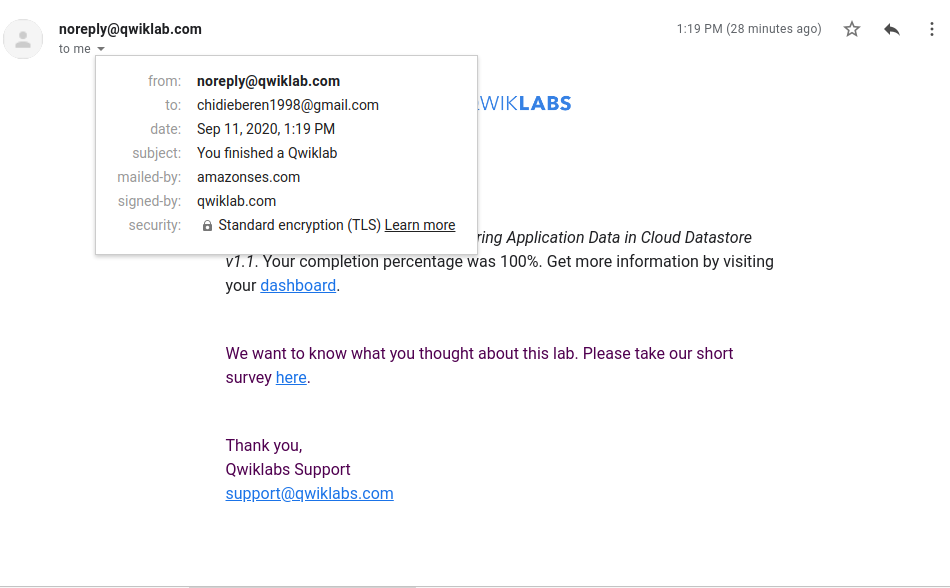 noreply@qwiklab.com
1:19 PM (28 minutes ago)
to me
from: noreply@qwiklab.com
to: chidieberen1998@gmail.com
date: Sep 11, 2020, 1:19 PM
subject: You finished a Qwiklab
mailed-by: amazonses.com
signed-by: qwiklab.com
security: Standard encryption (TLS) Learn more
WIKLABS
ring Application Data in Cloud Datastore
v1.1. Your completion percentage was 100%. Get more information by visiting
your dashboard.
We want to know what you thought about this lab. Please take our short
survey here.
Thank you,
Qwiklabs Support
support@qwiklabs.com